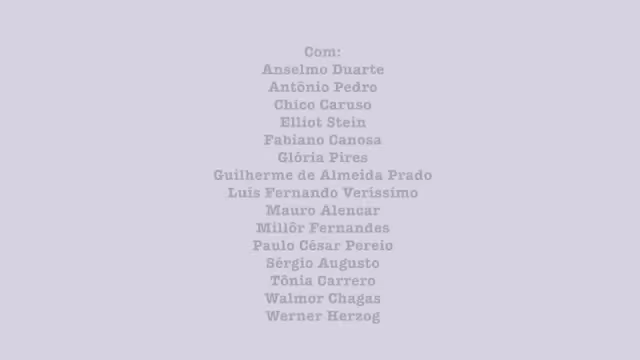 Com:
Anselmo Duarte
Antônio Pedro
Chico Caruso
Elliot Stein
Fabiano Canosa
Glória Pires
Guilherme de Almeida Prado
Luis Fernando Veríssimo
Mauro Alencar
Millôr Fernandes
Paulo César Pereio
Sérgio Augusto
Tônia Carrero
Walmor Chagas
Werner Herzog